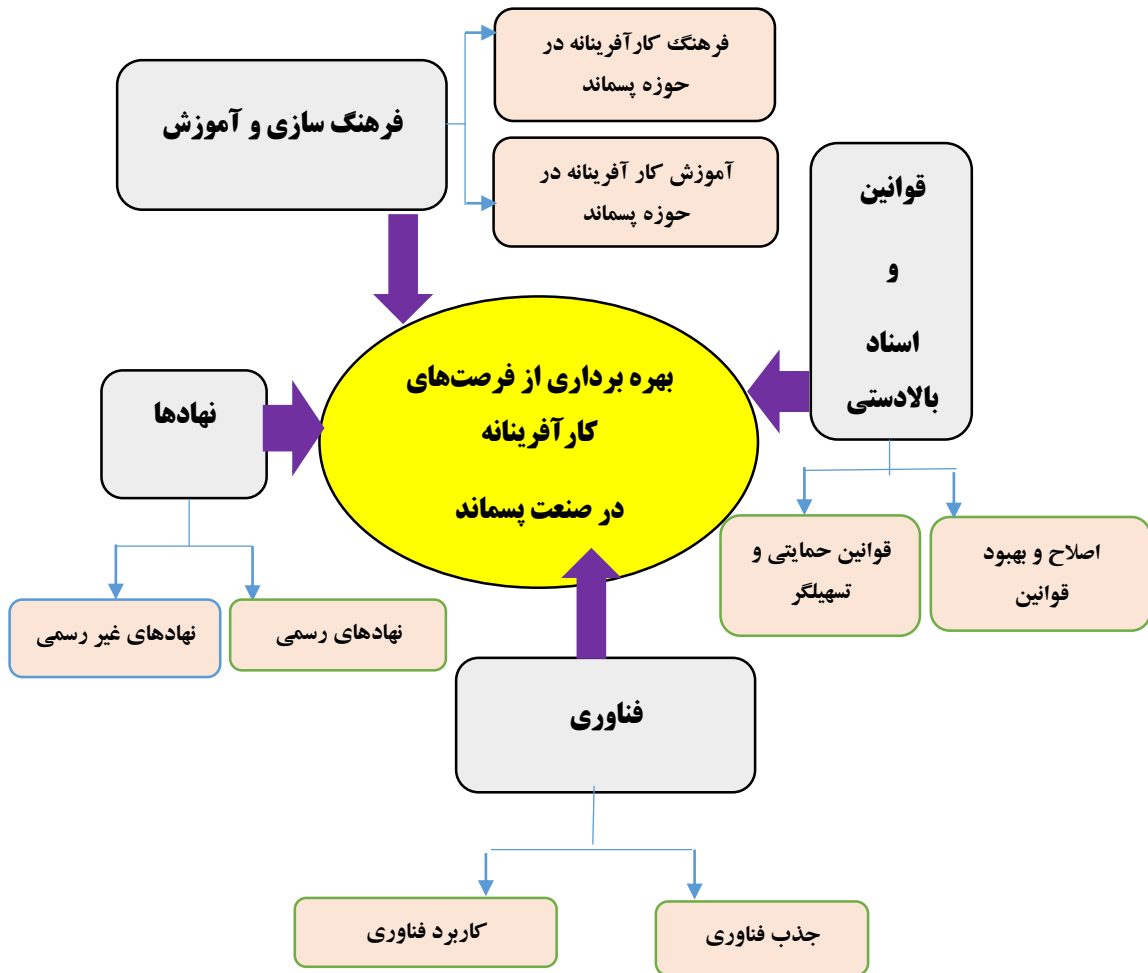 فرهنگ کارآفرینانه در
حوزه پسماند
فرهنگ سازی و آموزش
آموزش کار آفرینانه در
حوزه پسماند
قوانین
و
اسناد
بالادستی
بهره برداری از فرصت‌های
کارآفرینانه
در صنعت پسماند
نهادها
اصلاح و بهبود
قوانین
قوانین حمایتی و
تسهیلگر
نهادهای رسمی
نهادهای غیر رسمی
فناوری
جذب فناوری
کاربرد فناوری